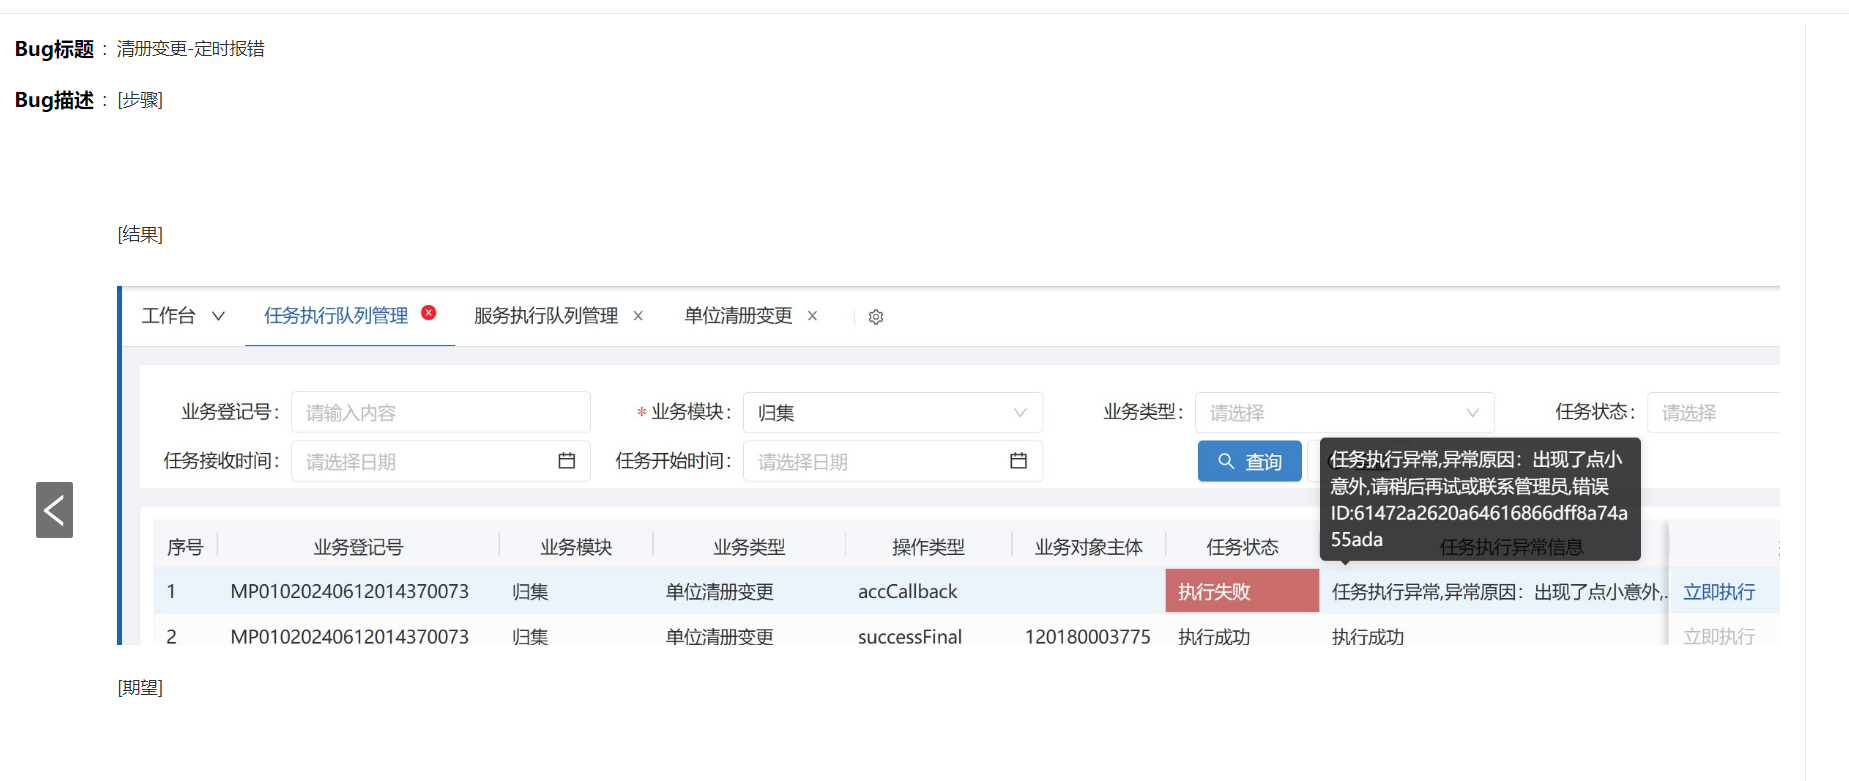 Bug标题 : 清册变更-定时报错
Bug描述 : [步骤]
[结果]
工作台 任务执行队列管理 服务执行队列管理 单位清册变更
业务登记号: 请输入内容 * 业务模块: 归集 业务类型: 请选择 任务状态: 请选择
任务接收时间: 请选择日期 任务开始时间: 请选择日期 查询
任务执行异常,异常原因：出现了点小
意外,请稍后再试或联系管理员,错误
ID:61472a2620a64616866dff8a74a
55ada
序号 业务登记号 业务模块 业务类型 操作类型 业务对象主体 任务状态 任务执行异常信息
1 MP01020240612014370073 归集 单位清册变更 accCallback 执行失败 任务执行异常,异常原因：出现了点小意外,... 立即执行
2 MP01020240612014370073 归集 单位清册变更 successFinal 120180003775 执行成功 执行成功 立即执行
[期望]